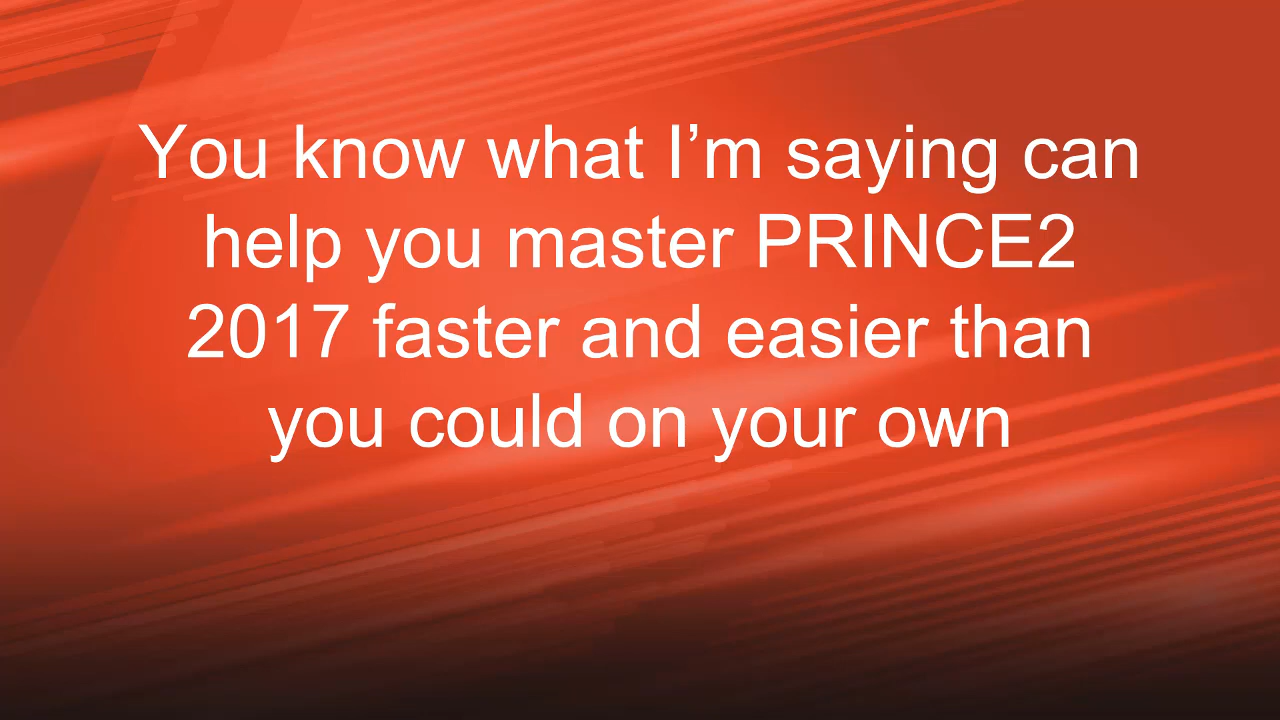 You know what I’m saying can
help you master PRINCE2
2017 faster and easier than
you could on your own